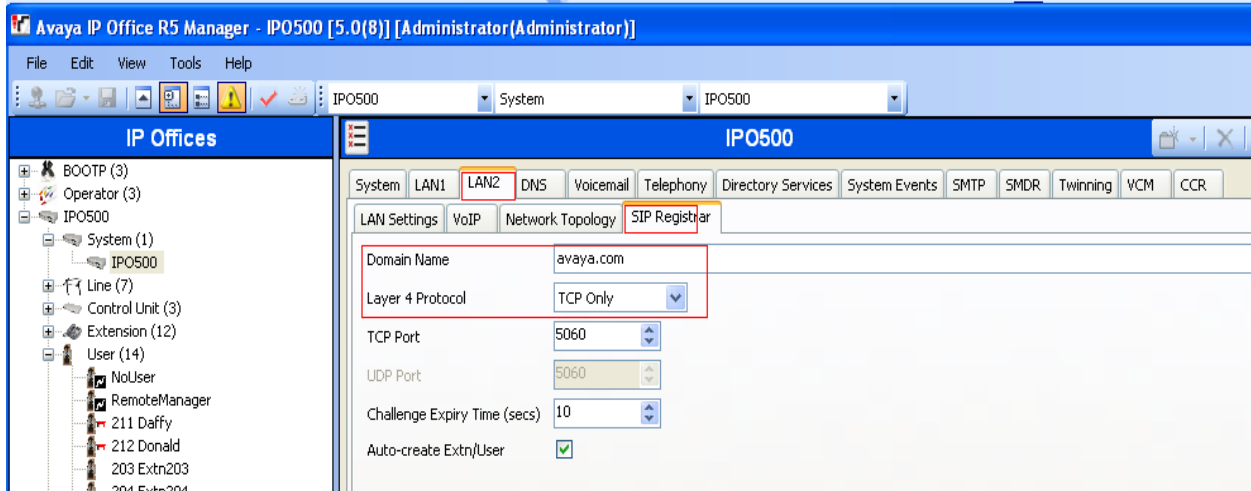 Avaya IP Office R5 Manager - IPO500 [5.0(8)] [Administrator(Administrator)]
File Edit View Tools Help
IPO500 System IPO500
IP Offices
IPO500
BOOTP (3)
Operator (3)
IPO500
System (1)
IPO500
Line (7)
Control Unit (3)
Extension (12)
User (14)
NoUser
RemoteManager
211 Daffy
212 Donald
203 Extn203
204 Extn204
System LAN1 LAN2 DNS Voicemail Telephony Directory Services System Events SMTP SMDR Twinning VCM CCR
LAN Settings VoIP Network Topology SIP Registrar
Domain Name avaya.com
Layer 4 Protocol TCP Only
TCP Port 5060
UDP Port 5060
Challenge Expiry Time (secs) 10
Auto-create Extn/User